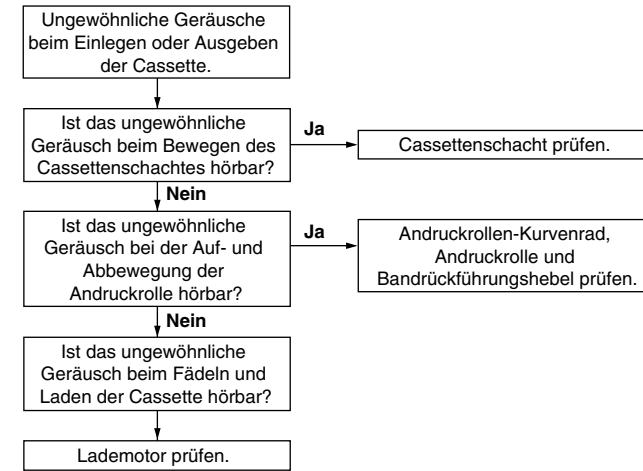 Ungewöhnliche Geräusche
beim Einlegen oder Ausgeben
der Cassette.
Ist das ungewöhnliche
Geräusch beim Bewegen des
Cassettenschachtes hörbar?
Ja
Cassettenschacht prüfen.
Nein
Ist das ungewöhnliche
Geräusch bei der Auf- und
Abbewegung der
Andruckrolle hörbar?
Ja
Andruckrollen-Kurvenrad,
Andruckrolle und
Bandrückführungshebel prüfen.
Nein
Ist das ungewöhnliche
Geräusch beim Fädeln und
Laden der Cassette hörbar?
Lademotor prüfen.